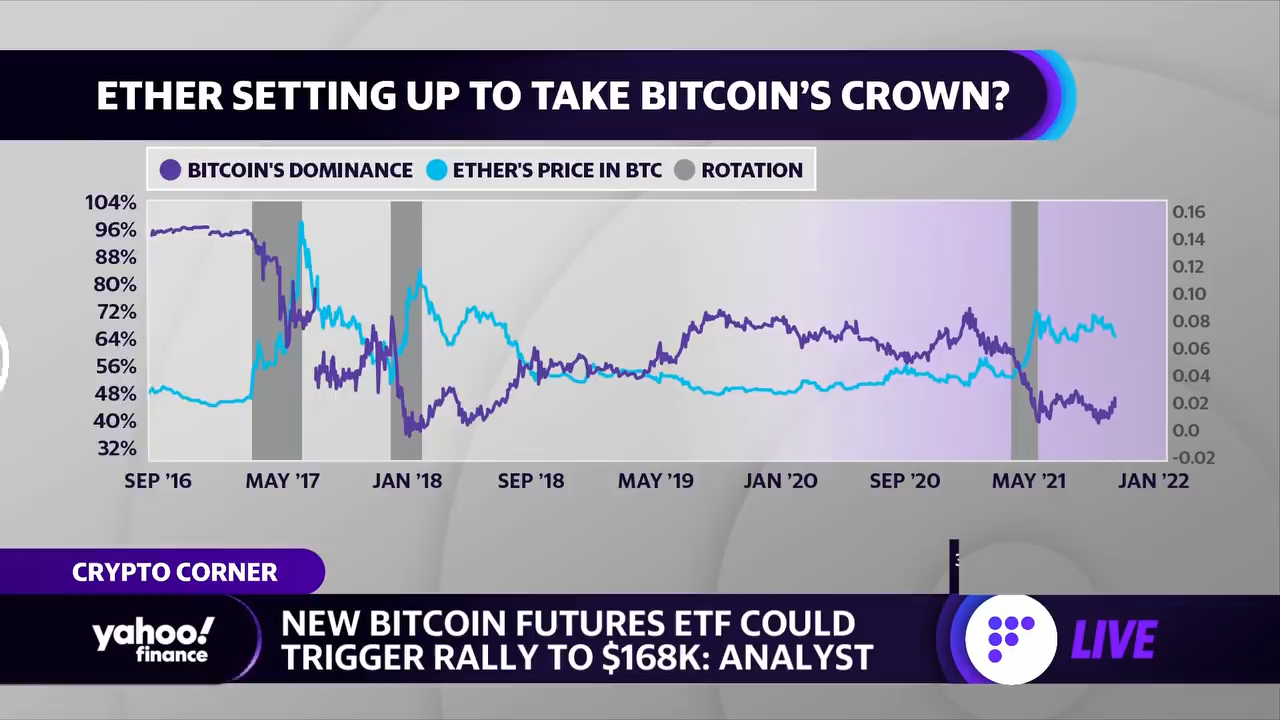 ETHER SETTING UP TO TAKE BITCOIN'S CROWN?
BITCOIN'S DOMINANCE ETHER'S PRICE IN BTC ROTATION
104%
96%
88%
80%
72%
64%
56%
48%
40%
32%
0.16
0.14
0.12
0.10
0.08
0.06
0.04
0.02
0.0
-0.02
SEP '16 MAY '17 JAN '18 SEP '18 MAY '19 JAN '20 SEP '20 MAY '21 JAN '22
CRYPTO CORNER
yahoo!
finance
NEW BITCOIN FUTURES ETF COULD
TRIGGER RALLY TO $168K: ANALYST
LIVE